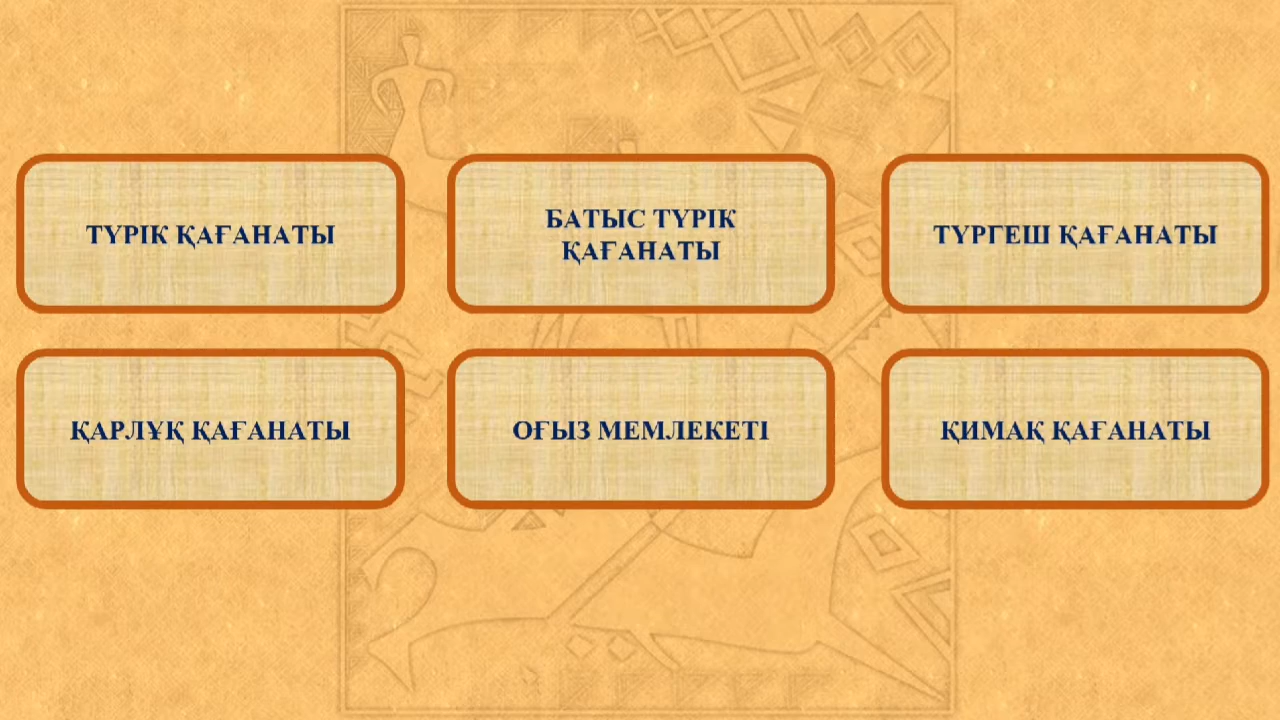 ТҮРІК ҚАҒАНАТЫ
БАТЫС ТҮРІК
ҚАҒАНАТЫ
ТҮРГЕШ ҚАҒАНАТЫ
ҚАРЛҰҚ ҚАҒАНАТЫ
ОҒЫЗ МЕМЛЕКЕТІ
ҚИМАҚ ҚАҒАНАТЫ